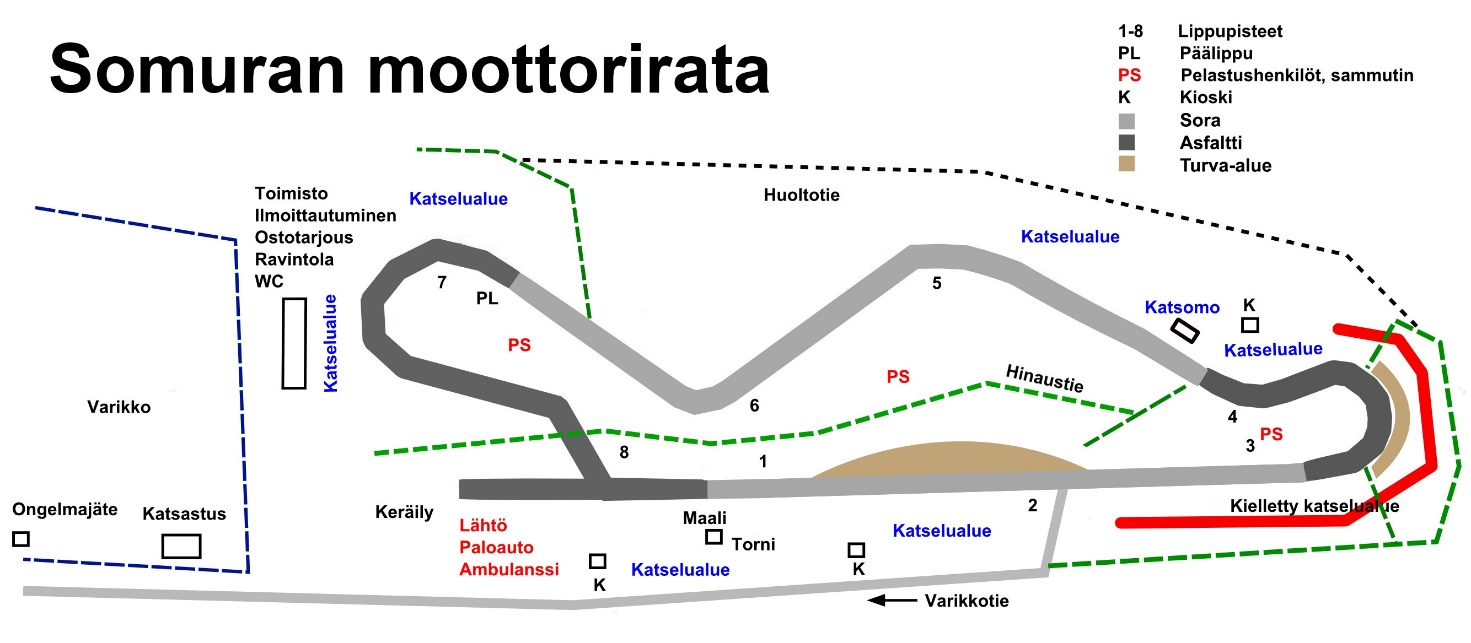 Somuran moottorirata
1-8 Lippupisteet
PL Päälippu
PS Pelastushenkilöt, sammutin
K Kioski
Sora
Asfaltti
Turva-alue
Toimisto
Ilmoittautuminen
Ostotarjous
Ravintola
WC
Katselualue
Katselualue
Huoltotie
Katselualue
7
PL
5
Katsomo
K
Katselualue
PS
PS
Hinaustie
Varikko
6
4
3
PS
8
1
2
Kielletty katselualue
Ongelmajäte
Katsastus
Keräily
Lähtö
Paloauto
Ambulanssi
Maali
Torni
Katselualue
K
Katselualue
K
Varikkotie